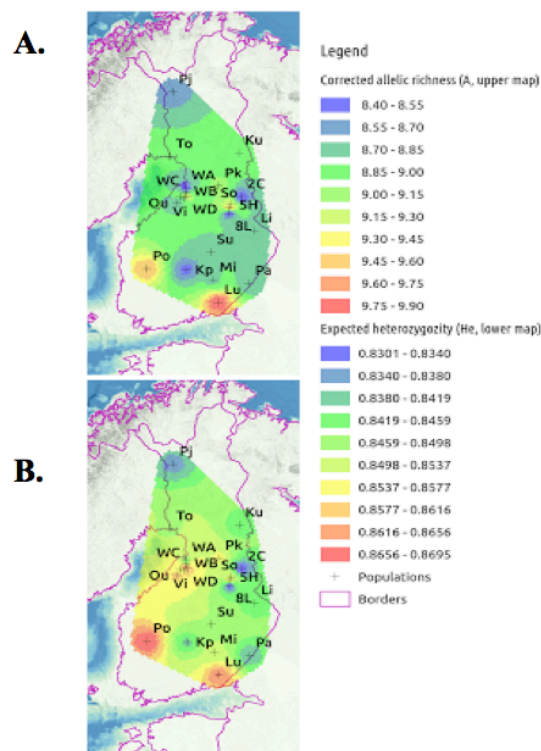 A.
Pj
To
Ku
WC
WA
Pk
2C
WB
So
5H
Ou
Vi
WD
8L
Li
Su
Po
Kp
Mi
Pa
Lu
B.
Pj
To
Ku
WC
WA
Pk
2C
WB
So
5H
Ou
Vi
WD
8L
Li
Su
Po
Kp
Mi
Pa
Lu
Legend
Corrected allelic richness (A, upper map)
8.40 - 8.55
8.55 - 8.70
8.70 - 8.85
8.85 - 9.00
9.00 - 9.15
9.15 - 9.30
9.30 - 9.45
9.45 - 9.60
9.60 - 9.75
9.75 - 9.90
Expected heterozygozity (He, lower map)
0.8301 - 0.8340
0.8340 - 0.8380
0.8380 - 0.8419
0.8419 - 0.8459
0.8459 - 0.8498
0.8498 - 0.8537
0.8537 - 0.8577
0.8577 - 0.8616
0.8616 - 0.8656
0.8656 - 0.8695
Populations
Borders